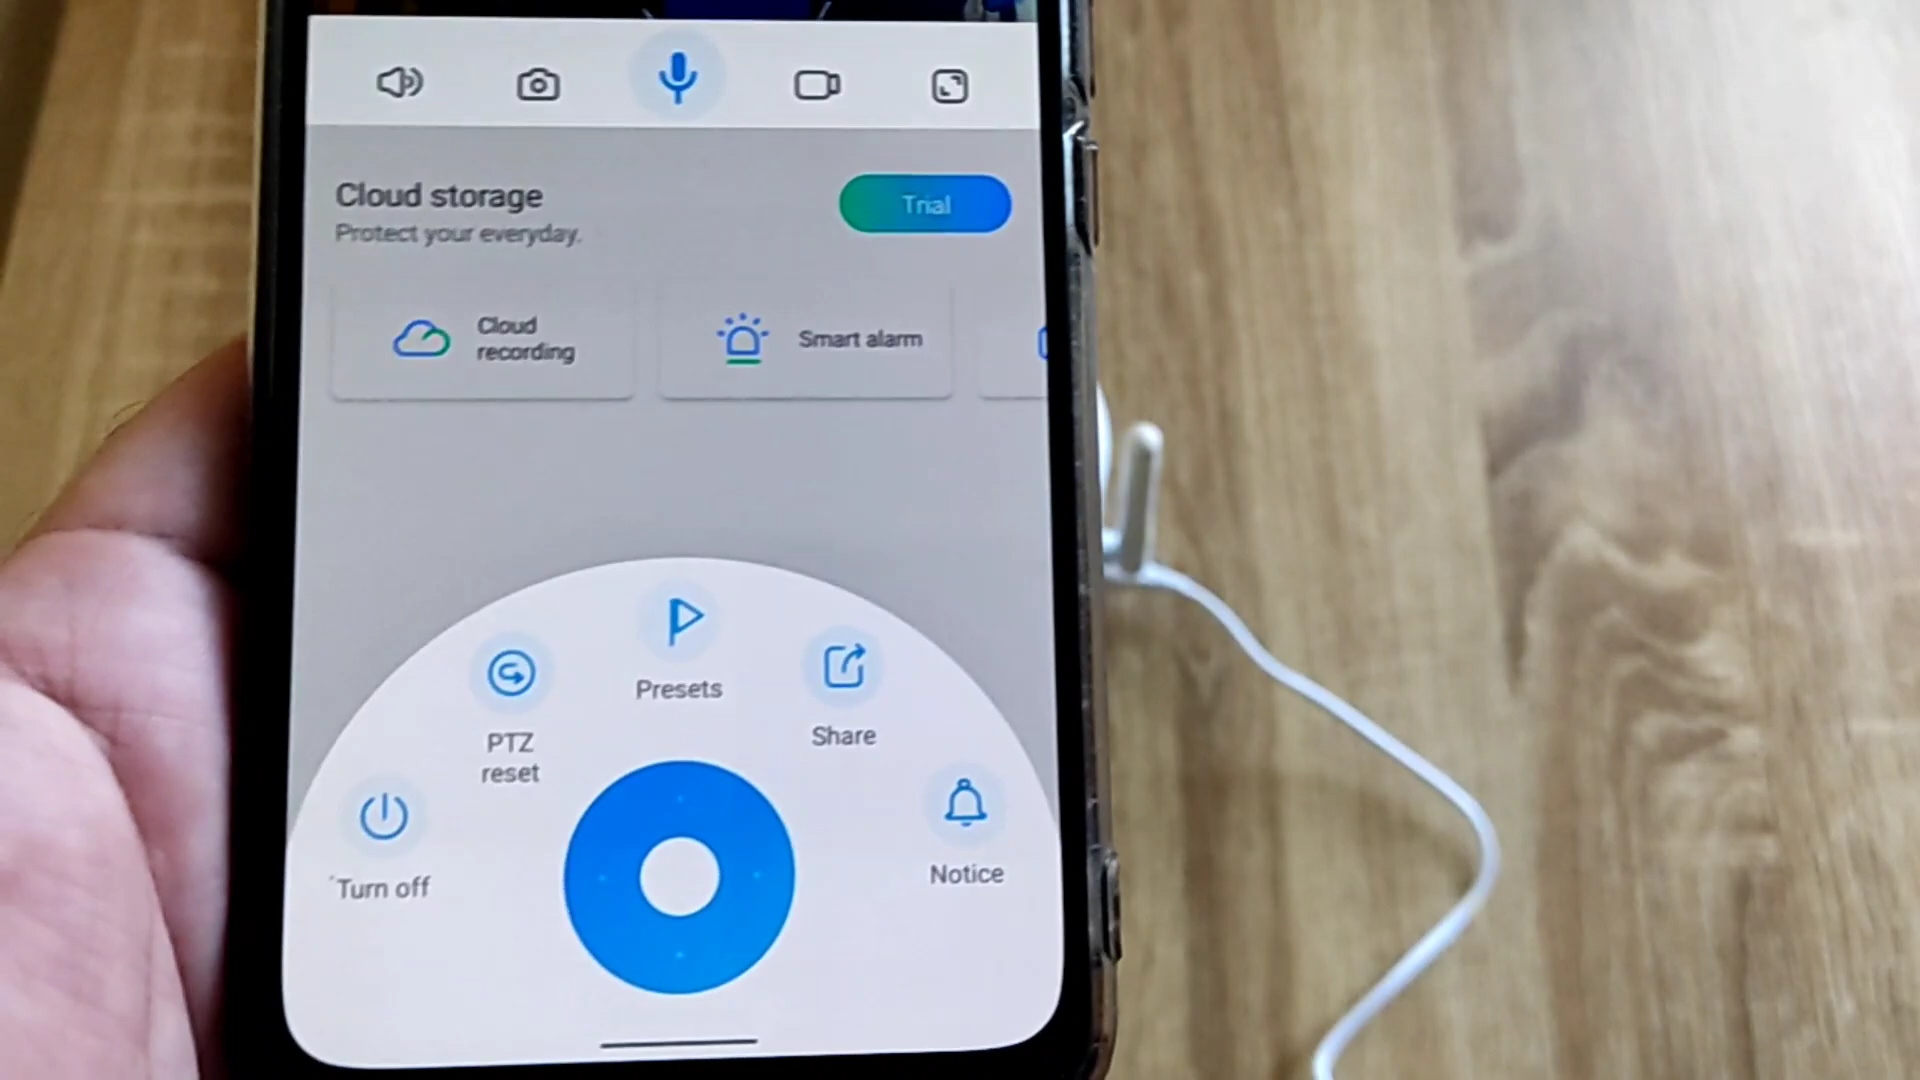 Cloud storage
Trial
Protect your everyday.
Cloud
recording
Smart alarm
Presets
Share
PTZ
reset
Turn off
Notice